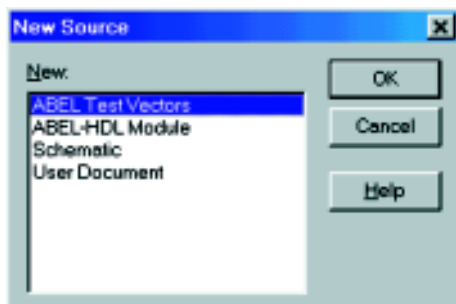 New Source
New:
OK
ABEL Test Vectors
ABEL-HDL Module
Cancel
Schematic
User Document
Help